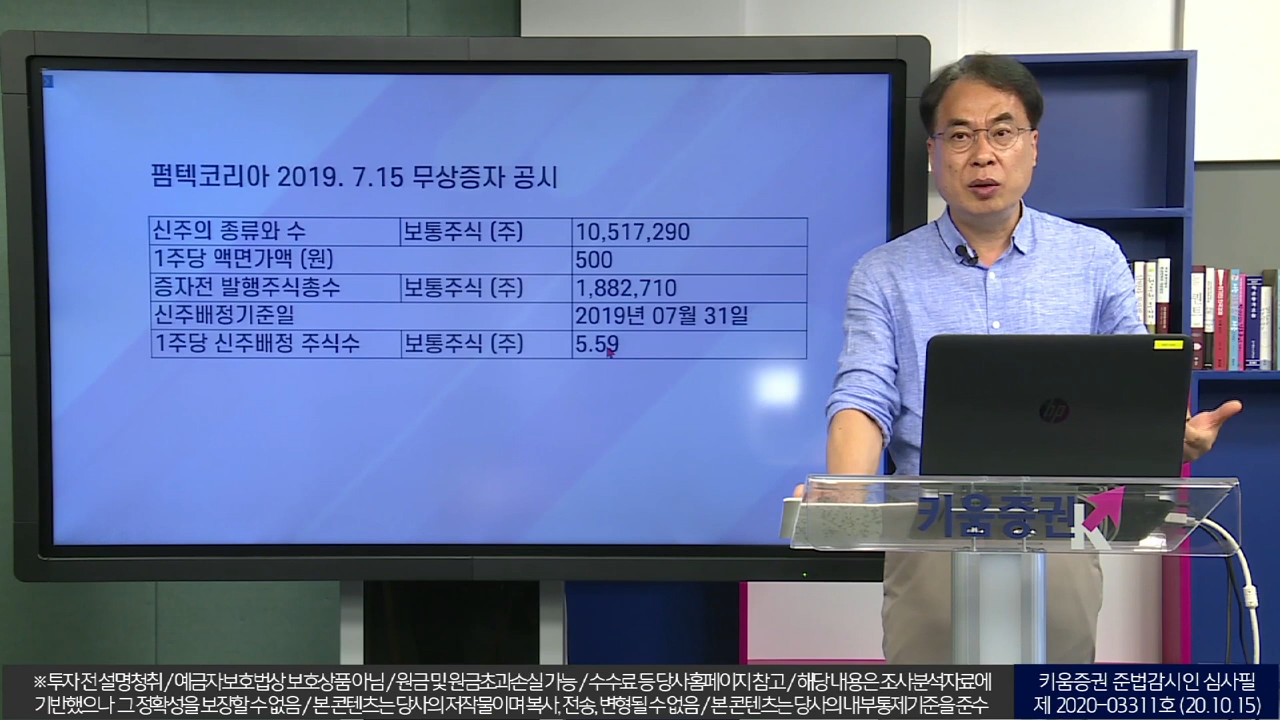 펌텍코리아 2019. 7.15 무상증자 공시
신주의 종류와 수 보통주식 (주) 10,517,290
1주당 액면가액 (원) 500
증자전 발행주식총수 보통주식 (주) 1,882,710
신주배정기준일 2019년 07월 31일
1주당 신주배정 주식수 보통주식 (주) 5.59
hp
키움증권
※ 투자 전 설명청취 / 예금자보호법상 보호상품 아님 / 원금 및 원금초과손실 가능 / 수수료 등 당사홈페이지 참고 / 해당 내용은 조사분석자료에
기반했으나 그 정확성을 보장할 수 없음 / 본 콘텐츠는 당사의 저작물이며 복사, 전송, 변형될 수 없음 / 본 콘텐츠는 당사의 내부통제기준을 준수
키움증권 준법감시인 심사필
제 2020-03311호 (20.10.15)